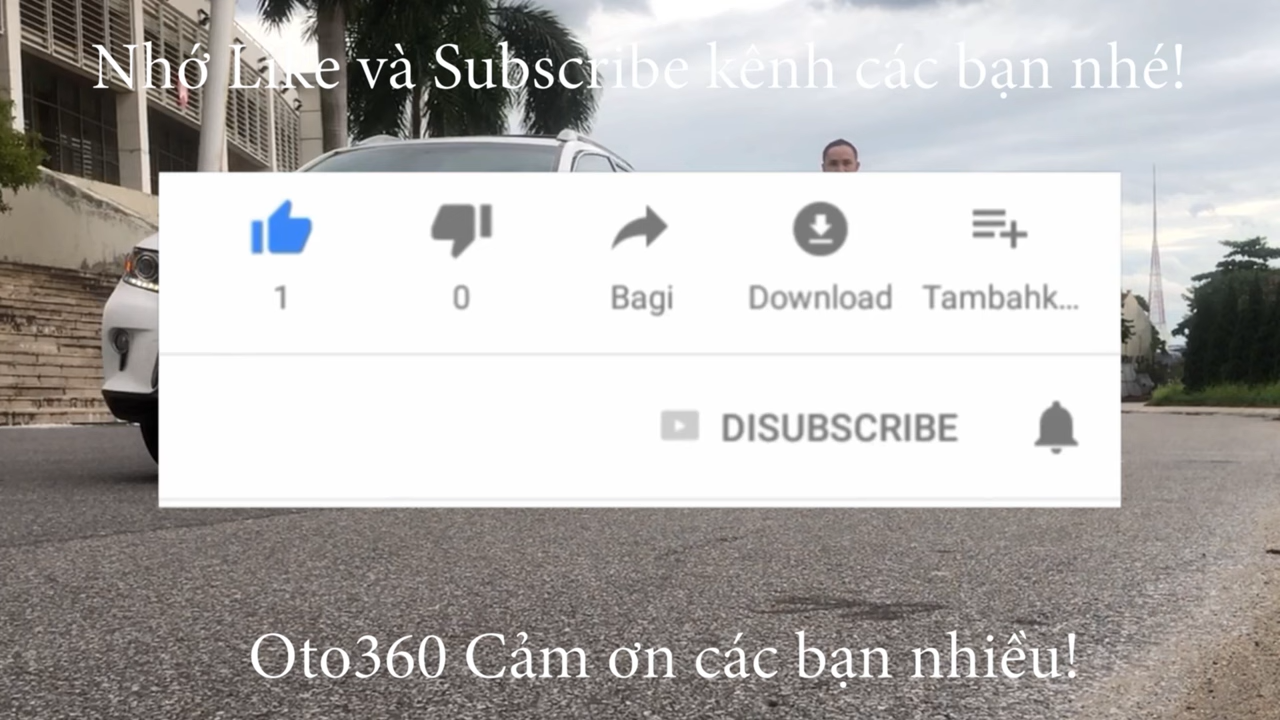 Nhớ Like và Subscribe kênh các bạn nhé!
1 0 Bagi Download Tambahk...
DISUBSCRIBE
Oto360 Cảm ơn các bạn nhiều!